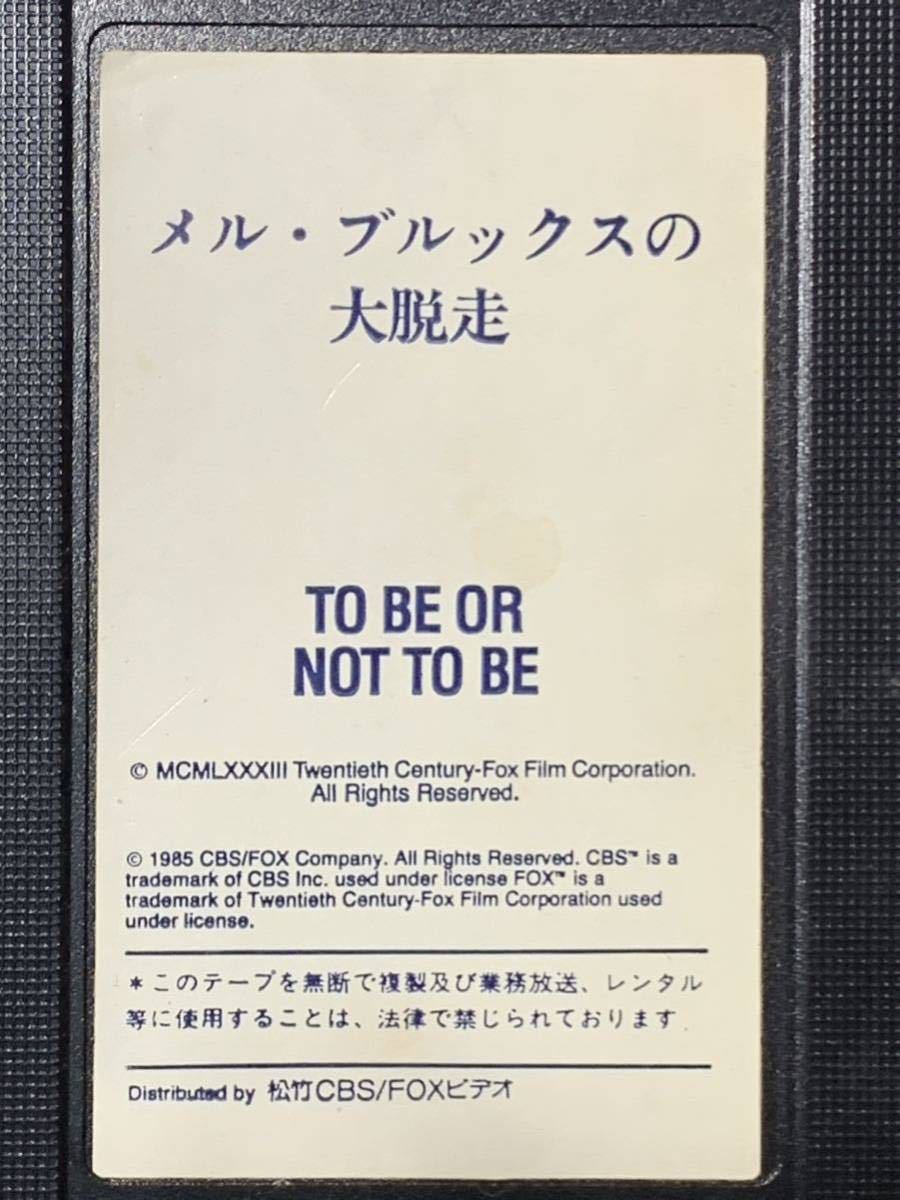 メル・ブルックスの
大脱走
TO BE OR
NOT TO BE
© MCMLXXXIII Twentieth Century-Fox Film Corporation.
All Rights Reserved.
© 1985 CBS/FOX Company. All Rights Reserved. CBS™ is a
trademark of CBS Inc. used under license FOX™ is a
trademark of Twentieth Century-Fox Film Corporation used
under license.
*このテープを無断で複製及び業務放送、レンタル
等に使用することは、法律で禁じられております
Distributed by 松竹CBS/FOXビデオ